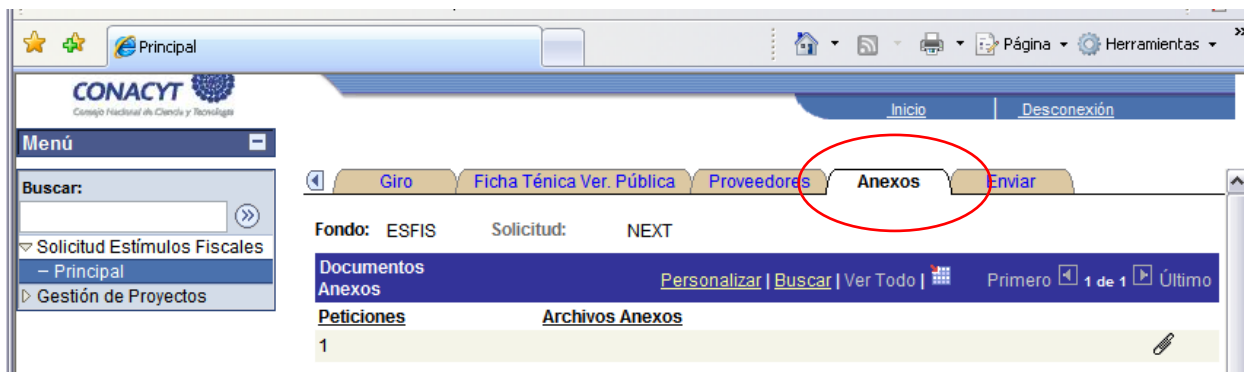 Principal
Página
Herramientas
CONACYT
Consejo Nacional de Ciencia y Tecnología
Inicio | Desconexión
Menú
Buscar:
Solicitud Estímulos Fiscales
– Principal
Gestión de Proyectos
Giro
Ficha Ténica Ver. Pública
Proveedores
Anexos
Enviar
Fondo: ESFIS Solicitud: NEXT
Documentos
Anexos
Personalizar | Buscar | Ver Todo |
Primero 1 de 1 Último
Peticiones Archivos Anexos
1